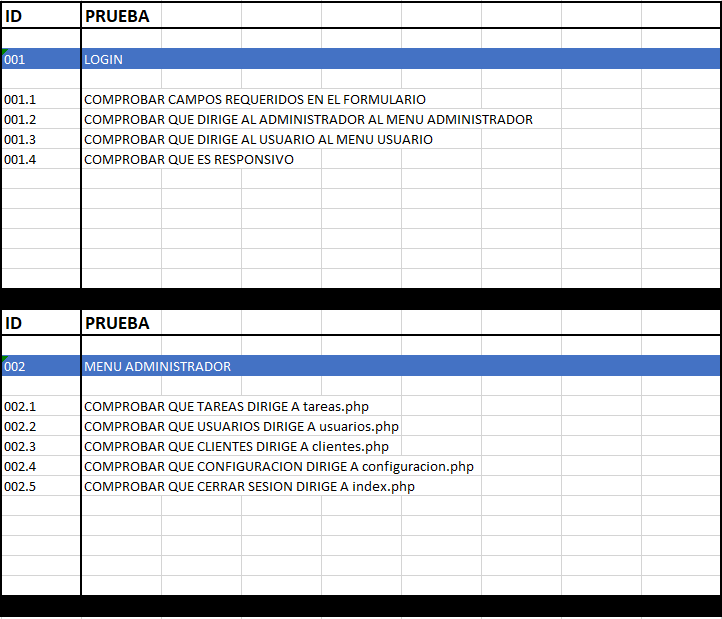 ID PRUEBA
001 LOGIN
001.1 COMPROBAR CAMPOS REQUERIDOS EN EL FORMULARIO
001.2 COMPROBAR QUE DIRIGE AL ADMINISTRADOR AL MENU ADMINISTRADOR
001.3 COMPROBAR QUE DIRIGE AL USUARIO AL MENU USUARIO
001.4 COMPROBAR QUE ES RESPONSIVO
ID PRUEBA
002 MENU ADMINISTRADOR
002.1 COMPROBAR QUE TAREAS DIRIGE A tareas.php
002.2 COMPROBAR QUE USUARIOS DIRIGE A usuarios.php
002.3 COMPROBAR QUE CLIENTES DIRIGE A clientes.php
002.4 COMPROBAR QUE CONFIGURACION DIRIGE A configuracion.php
002.5 COMPROBAR QUE CERRAR SESION DIRIGE A index.php